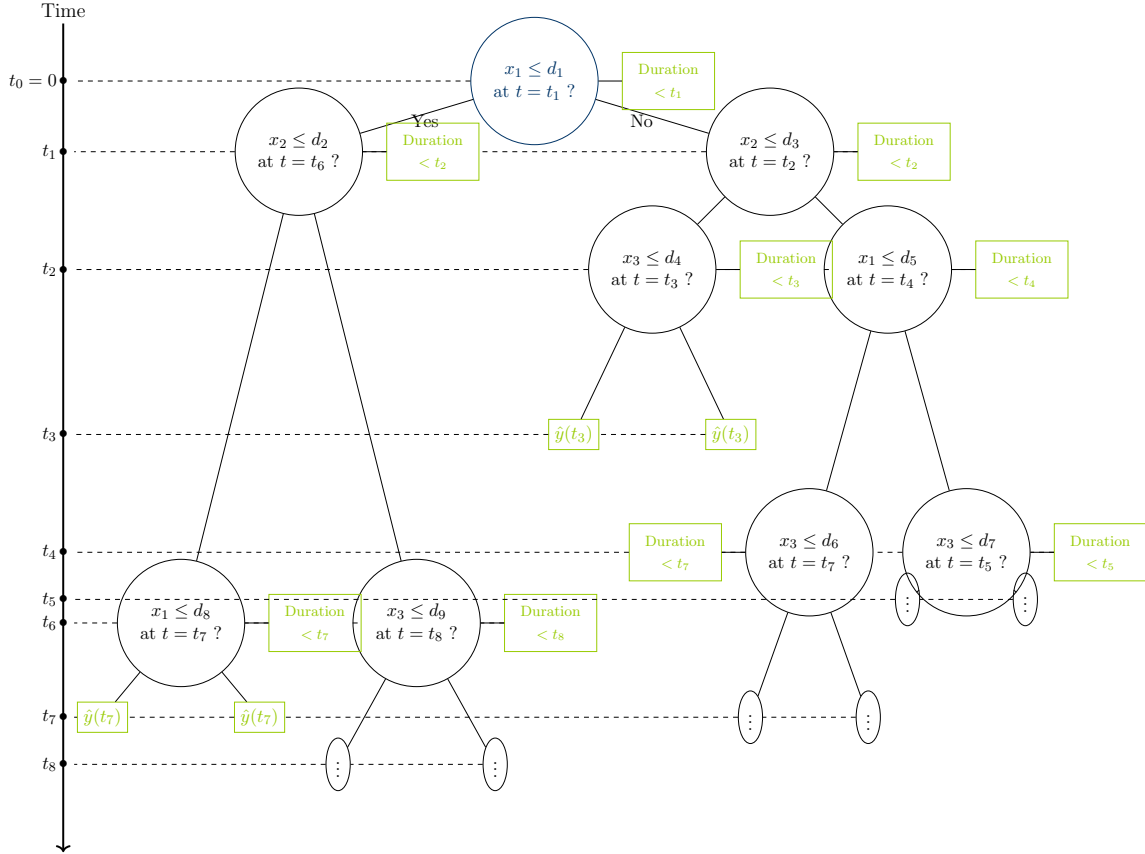 Time
t₀ = 0
x₁ ≤ d₁
at t = t₁ ?
Duration
< t₁
Yes
No
t₁
x₂ ≤ d₂
at t = t₆ ?
Duration
< t₂
x₂ ≤ d₃
at t = t₂ ?
Duration
< t₂
t₂
x₃ ≤ d₄
at t = t₃ ?
Duration
< t₃
x₁ ≤ d₅
at t = t₄ ?
Duration
< t₄
t₃
ŷ(t₃)
ŷ(t₃)
t₄
Duration
< t₇
x₃ ≤ d₆
at t = t₇ ?
x₃ ≤ d₇
at t = t₅ ?
Duration
< t₅
t₅
⋮
⋮
t₆
x₁ ≤ d₈
at t = t₇ ?
Duration
< t₇
x₃ ≤ d₉
at t = t₈ ?
Duration
< t₈
t₇
ŷ(t₇)
ŷ(t₇)
⋮
⋮
t₈
⋮
⋮